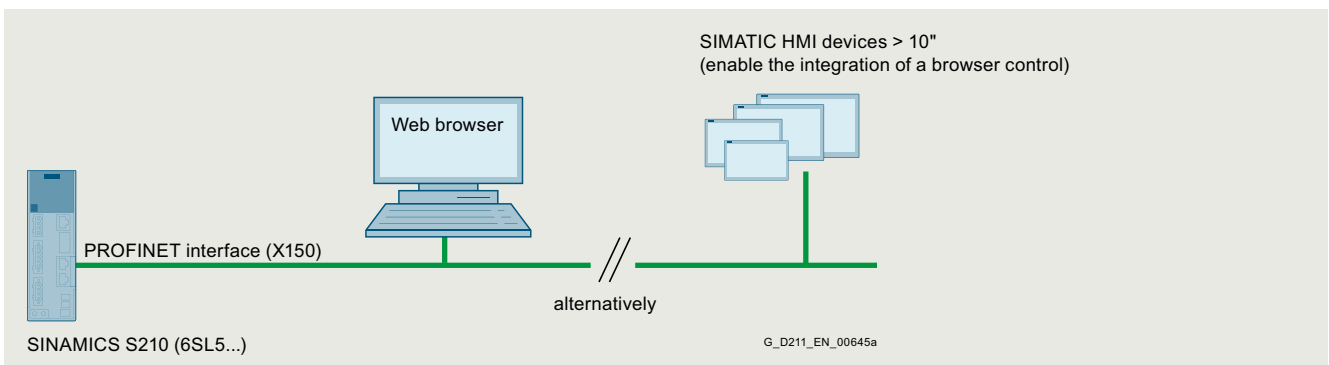 SIMATIC HMI devices > 10"
(enable the integration of a browser control)
Web browser
PROFINET interface (X150)
alternatively
SINAMICS S210 (6SL5...)
G_D211_EN_00645a